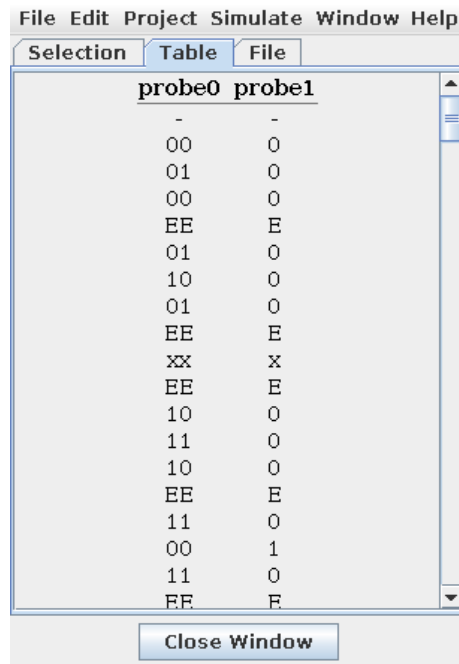 File Edit Project Simulate Window Help
Selection Table File
probe0 probe1
- -
00 0
01 0
00 0
EE E
01 0
10 0
01 0
EE E
xx x
EE E
10 0
11 0
10 0
EE E
11 0
00 1
11 0
EE E
Close Window